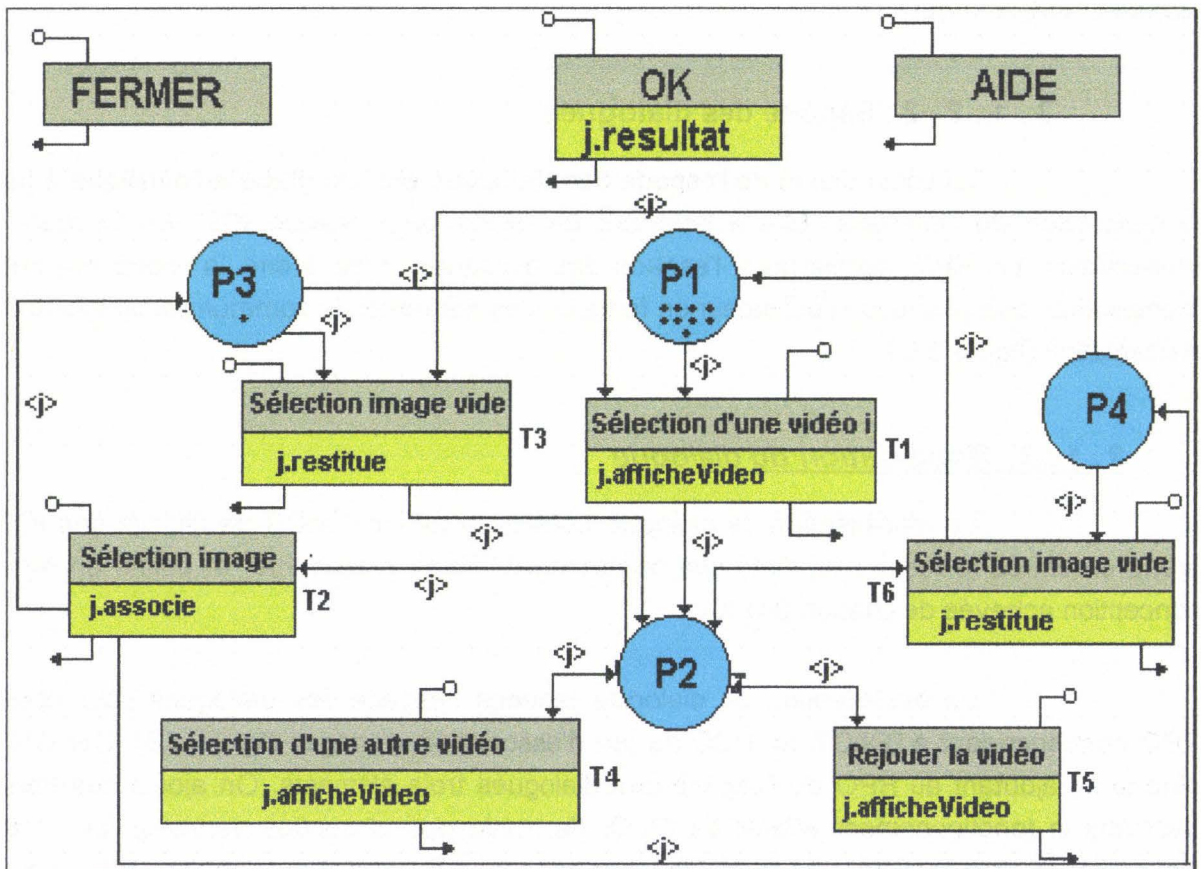 FERMER
OK
j.resultat
AIDE
<j>
<j>
P3
P1
<j>
<j>
<j>
<j>
P4
Sélection image vide
j.restitue
T3
Sélection d'une vidéo i
j.afficheVideo
T1
<j>
<j>
Sélection image
j.associe
T2
<j>
Sélection image vide
j.restitue
T6
P2
<j>
<j>
Sélection d'une autre vidéo
j.afficheVideo
T4
Rejouer la vidéo
j.afficheVideo
T5
<j>